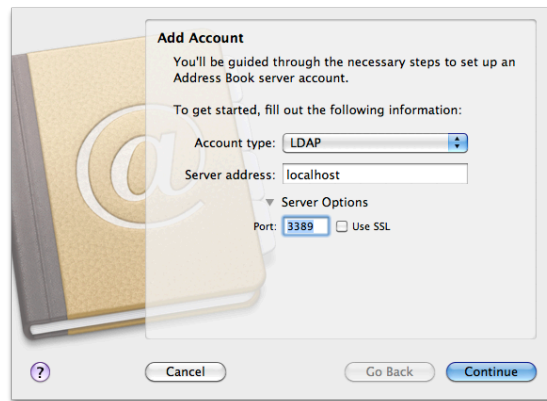 Add Account
You'll be guided through the necessary steps to set up an
Address Book server account.
To get started, fill out the following information:
Account type: LDAP
Server address: localhost
Server Options
Port: 3389 Use SSL
@
? Cancel Go Back Continue